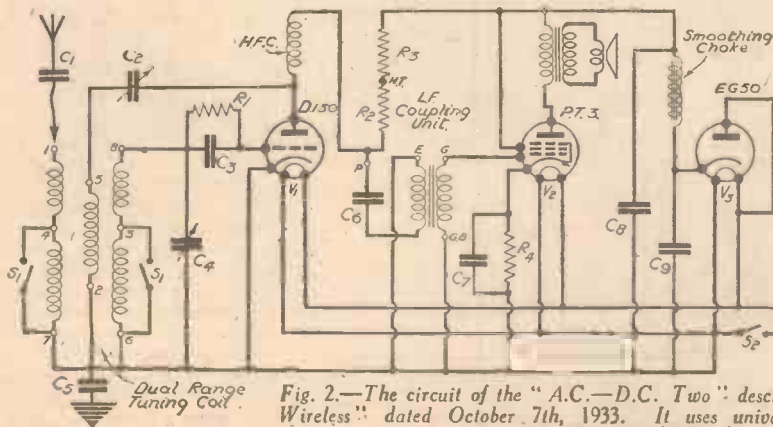 C1
C2
H.F.C.
R3
HT.
R2
LF
Coupling
Unit.
Smoothing
Choke
EG50
D150
P.T.3.
R1
C3
V1
1
8
5
4
3
2
7
6
S1
S1
C4
P
C6
E
G
G.B
C7
R4
V2
C8
C9
V3
S2
C5
Dual Range
Tuning Coil.
Fig. 2.—The circuit of the "A.C.—D.C. Two" desc
Wireless" dated October 7th, 1933. It uses univ